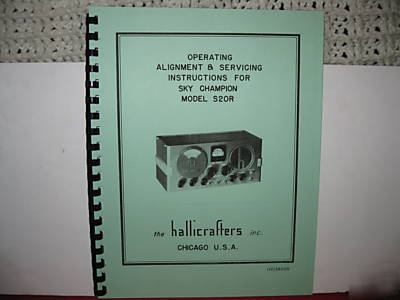 OPERATING
ALIGNMENT & SERVICING
INSTRUCTIONS FOR
SKY CHAMPION
MODEL S20R
the hallicrafters inc.
CHICAGO U.S.A.